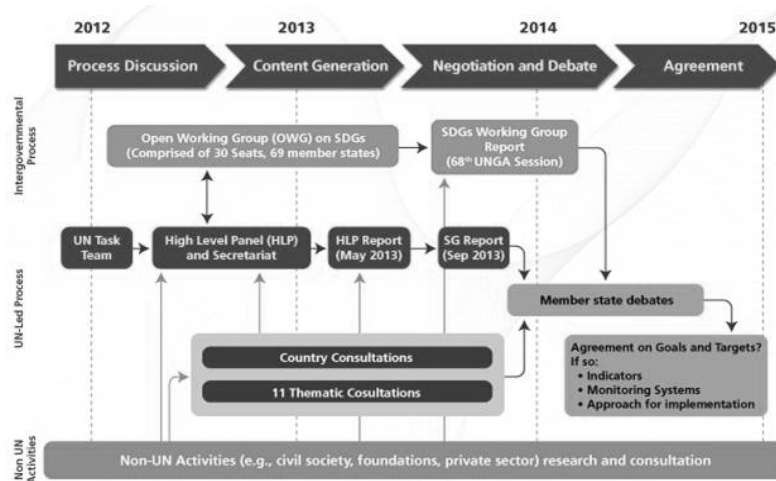 2012
2013
2014
2015
Process Discussion
Content Generation
Negotiation and Debate
Agreement
Intergovernmental
Process
Open Working Group (OWG) on SDGs
(Comprised of 30 Seats, 69 member states)
SDGs Working Group
Report
(68th UNGA Session)
UN-Led Process
UN Task
Team
High Level Panel (HLP)
and Secretariat
HLP Report
(May 2013)
SG Report
(Sep 2013)
Member state debates
Country Consultations
11 Thematic Cosultations
Agreement on Goals and Targets?
If so:
• Indicators
• Monitoring Systems
• Approach for implementation
Non UN
Activities
Non-UN Activities (e.g., civil society, foundations, private sector) research and consultation